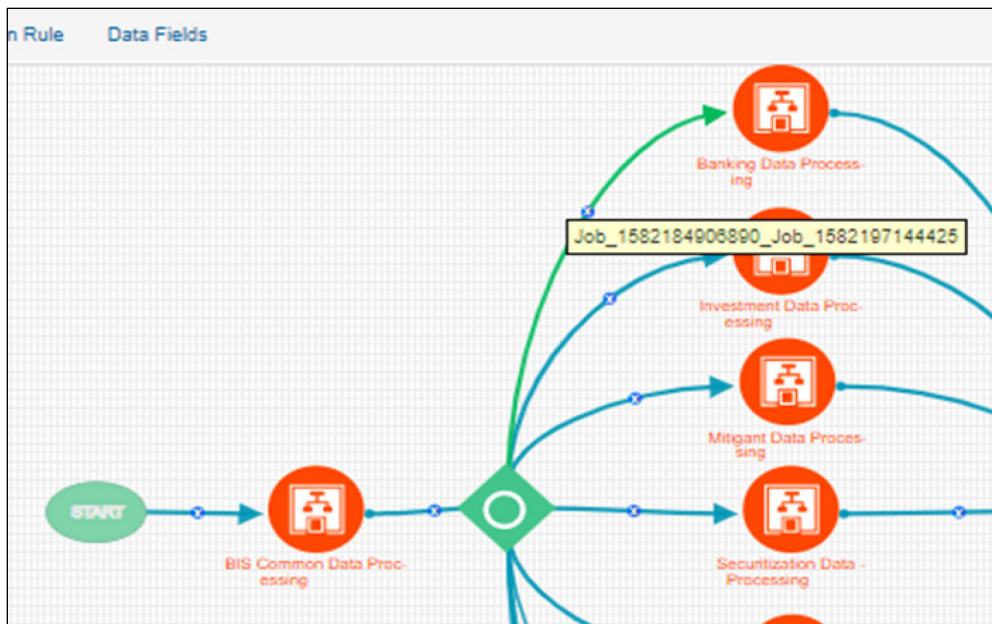 n Rule
Data Fields
Banking Data Process-
ing
Job_1582184906890_Job_1582197144425
Investment Data Proc-
essing
Mitigant Data Proces-
sing
START
BIS Common Data Proc-
essing
Securitization Data -
Processing